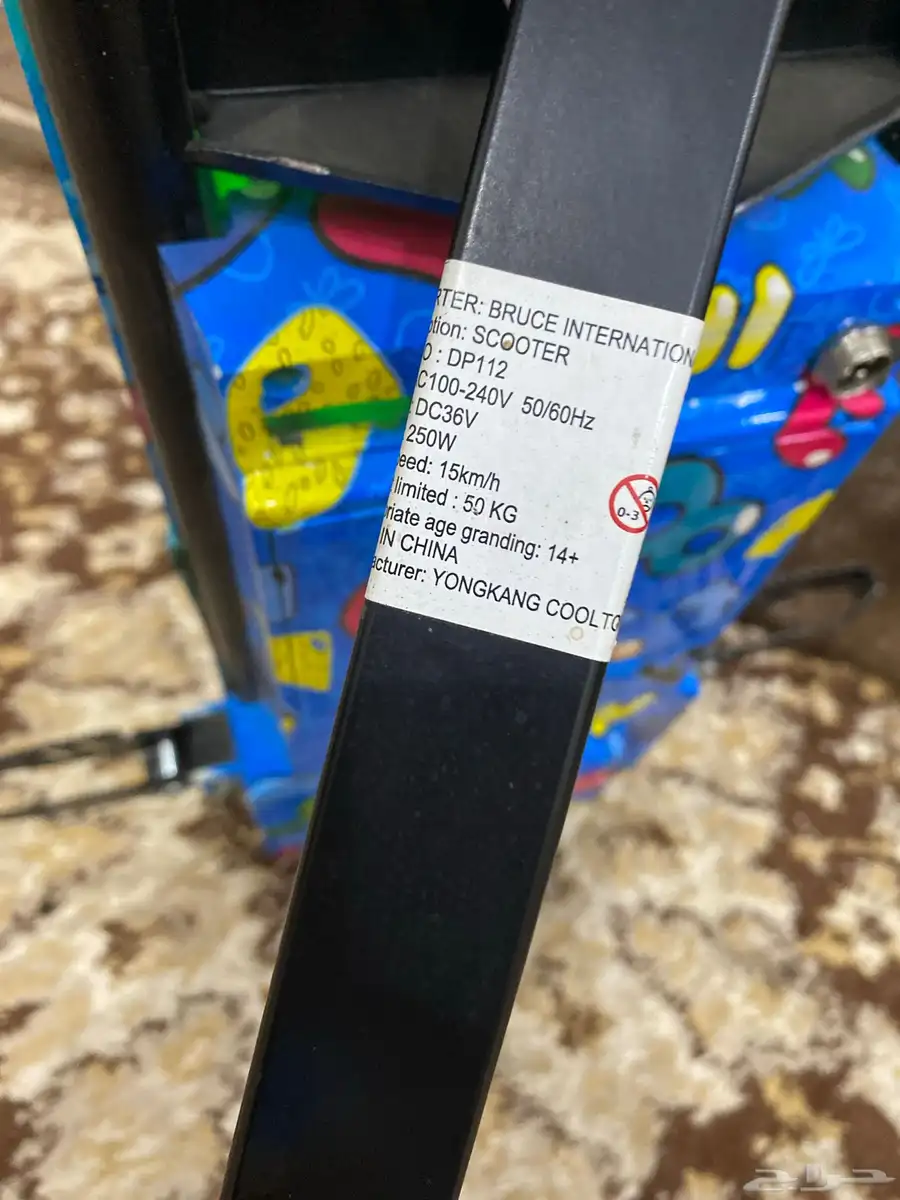 RTER: BRUCE INTERNATION
ption: SCOOTER
O : DP112
C100-240V 50/60Hz
DC36V
250W
eed: 15km/h
limited : 50 KG
riate age granding: 14+
IN CHINA
acturer: YONGKANG COOLTO
0-3
حراج